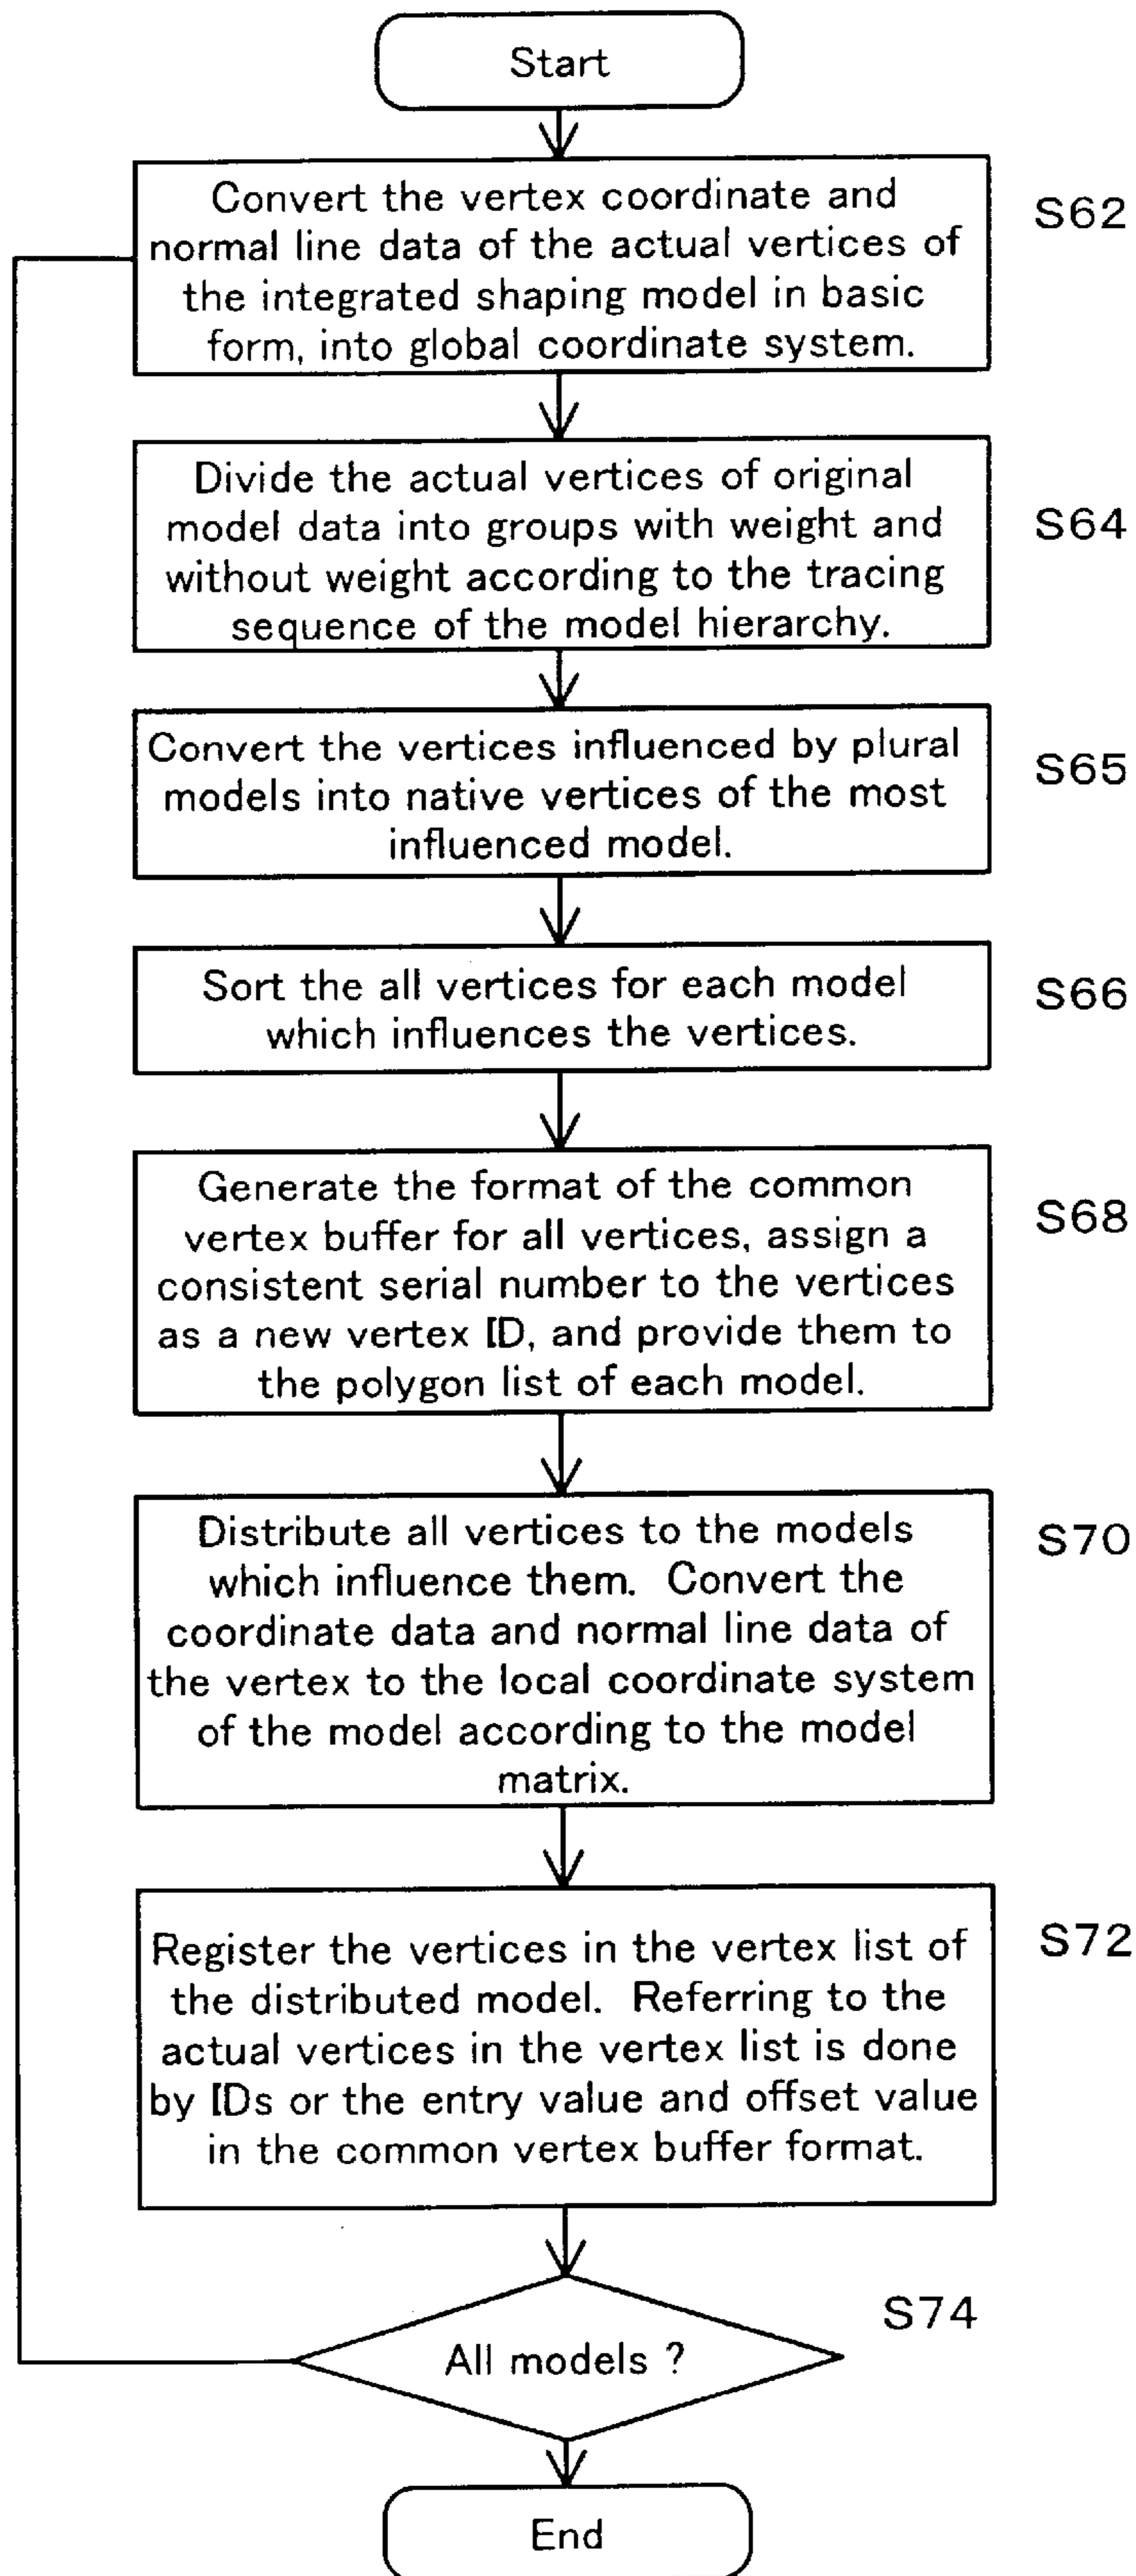 Start
Convert the vertex coordinate and
normal line data of the actual vertices of
the integrated shaping model in basic
form, into global coordinate system.
S62
Divide the actual vertices of original
model data into groups with weight and
without weight according to the tracing
sequence of the model hierarchy.
S64
Convert the vertices influenced by plural
models into native vertices of the most
influenced model.
S65
Sort the all vertices for each model
which influences the vertices.
S66
Generate the format of the common
vertex buffer for all vertices, assign a
consistent serial number to the vertices
as a new vertex ID, and provide them to
the polygon list of each model.
S68
Distribute all vertices to the models
which influence them. Convert the
coordinate data and normal line data of
the vertex to the local coordinate system
of the model according to the model
matrix.
S70
Register the vertices in the vertex list of
the distributed model. Referring to the
actual vertices in the vertex list is done
by IDs or the entry value and offset value
in the common vertex buffer format.
S72
All models ?
S74
End